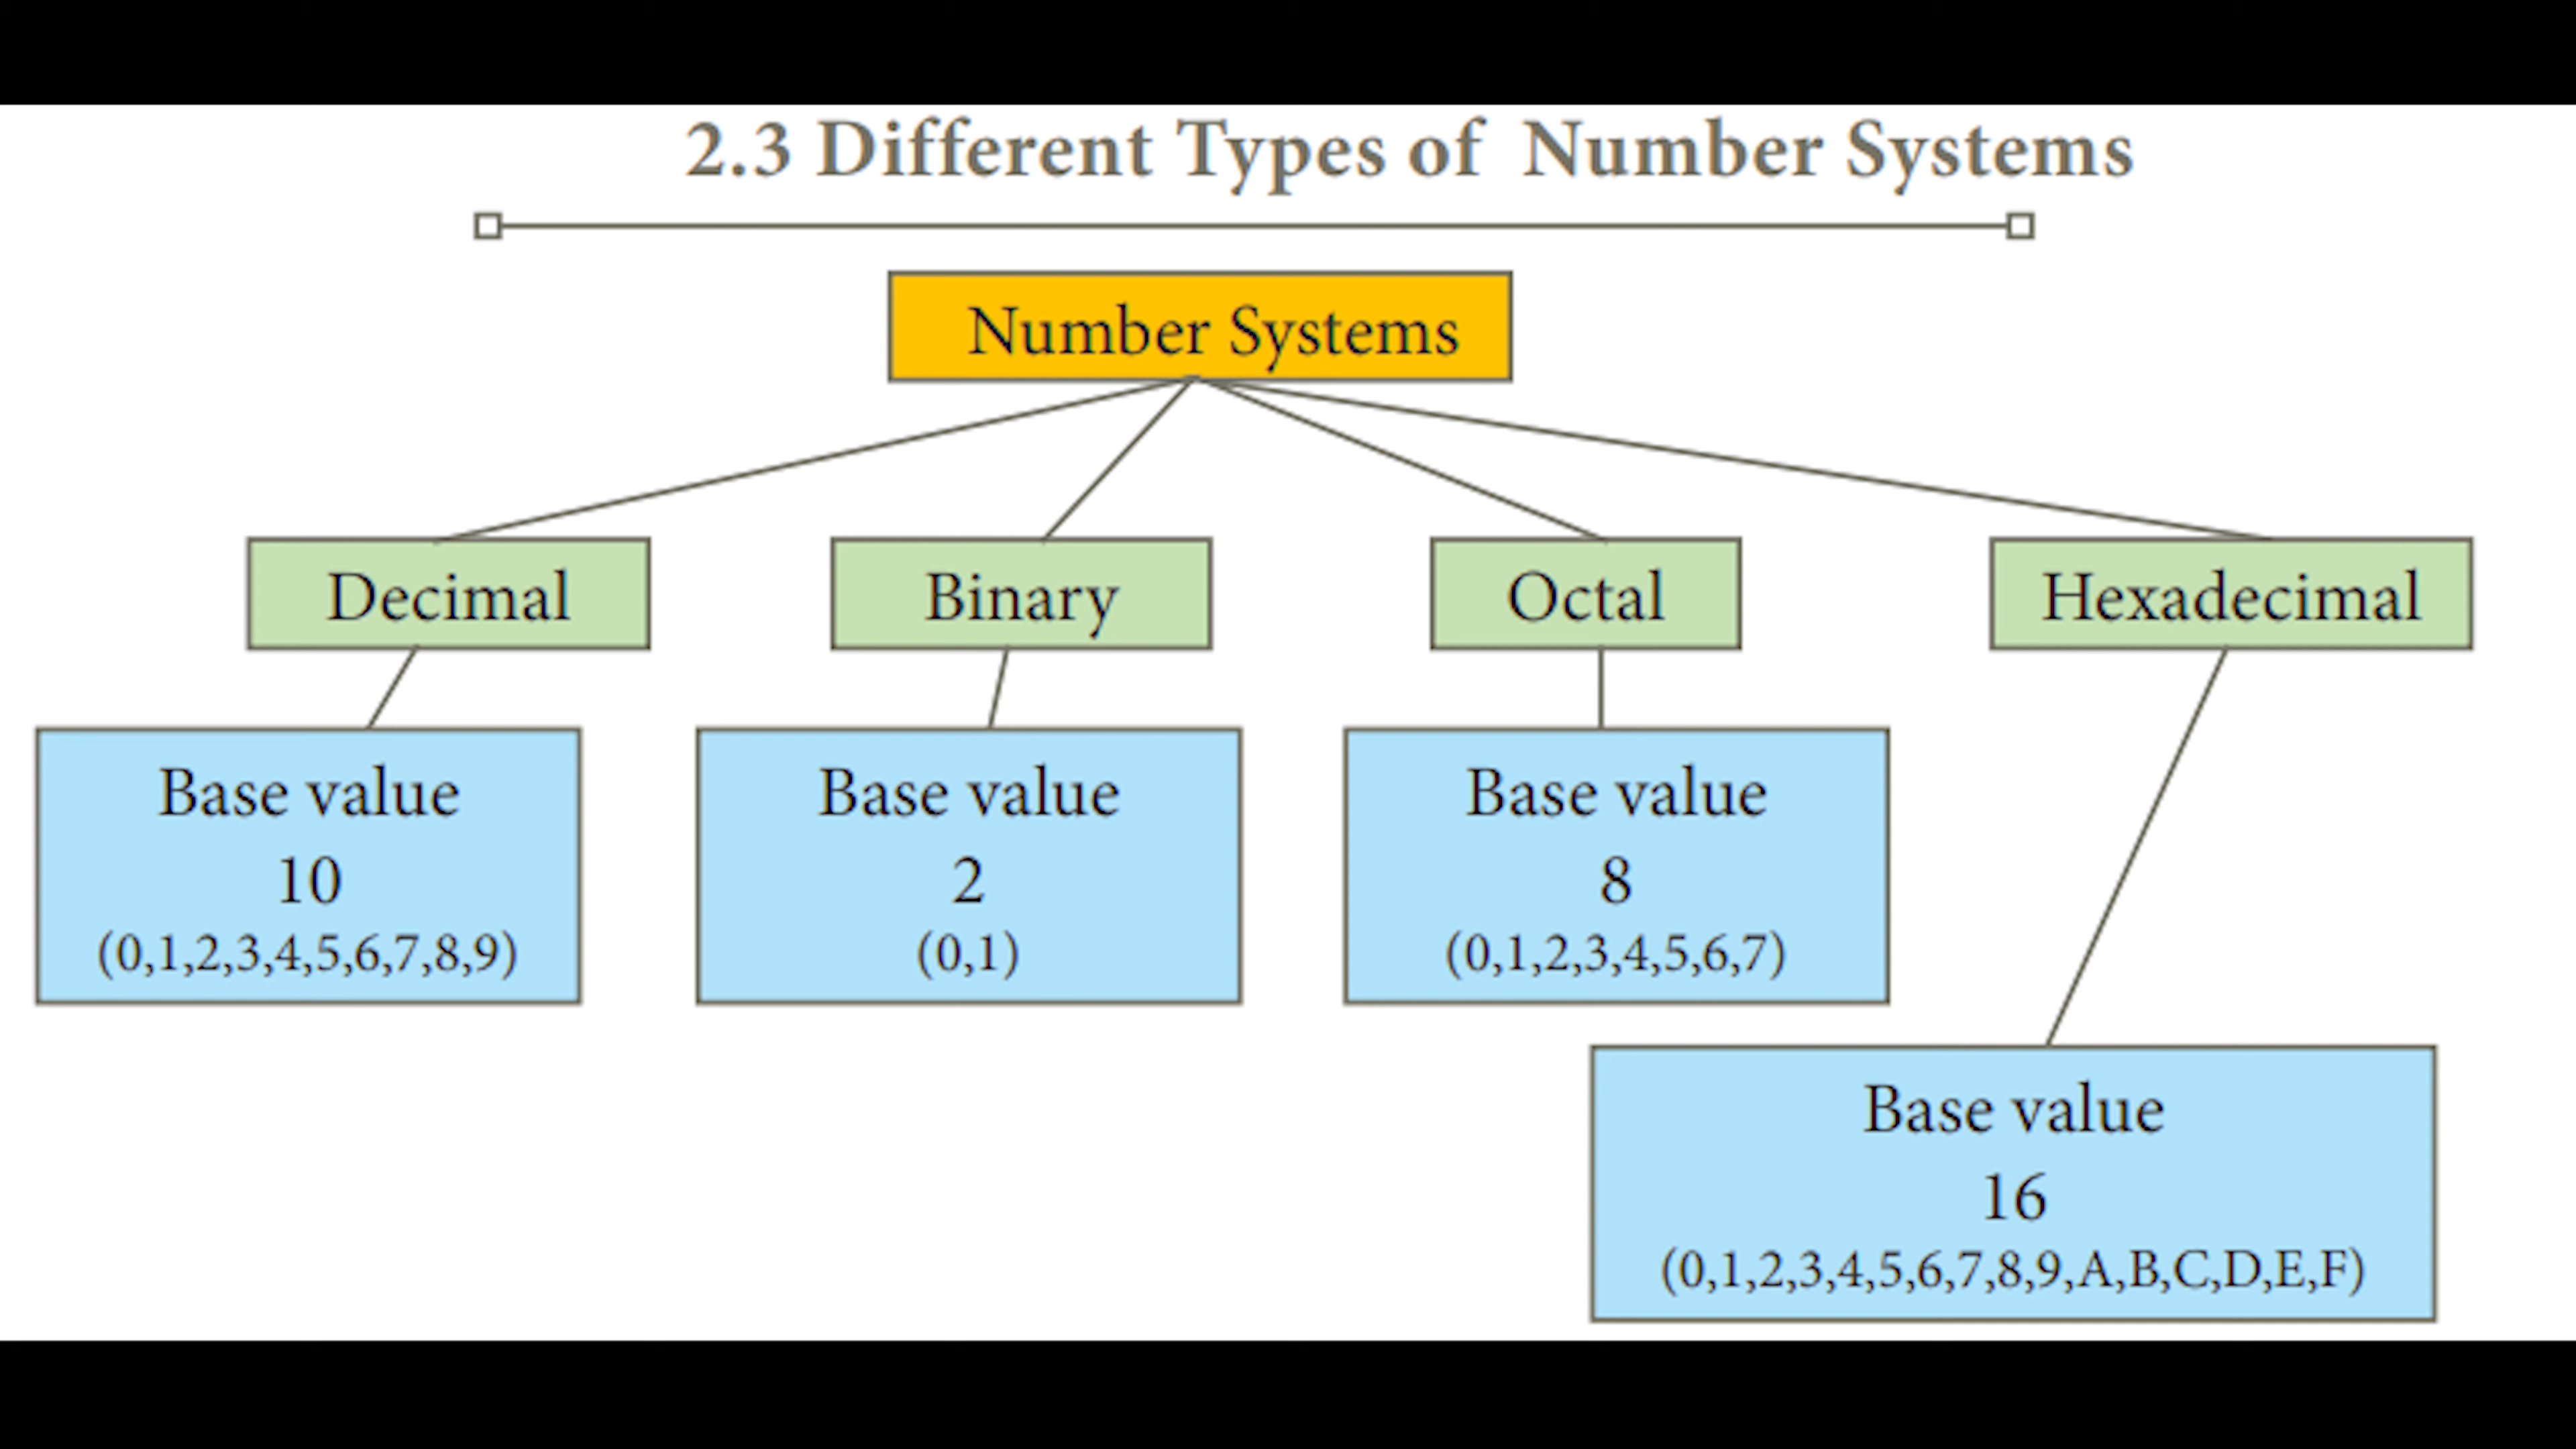 2.3 Different Types of Number Systems
Number Systems
Decimal
Binary
Octal
Hexadecimal
Base value
10
(0,1,2,3,4,5,6,7,8,9)
Base value
2
(0,1)
Base value
8
(0,1,2,3,4,5,6,7)
Base value
16
(0,1,2,3,4,5,6,7,8,9,A,B,C,D,E,F)